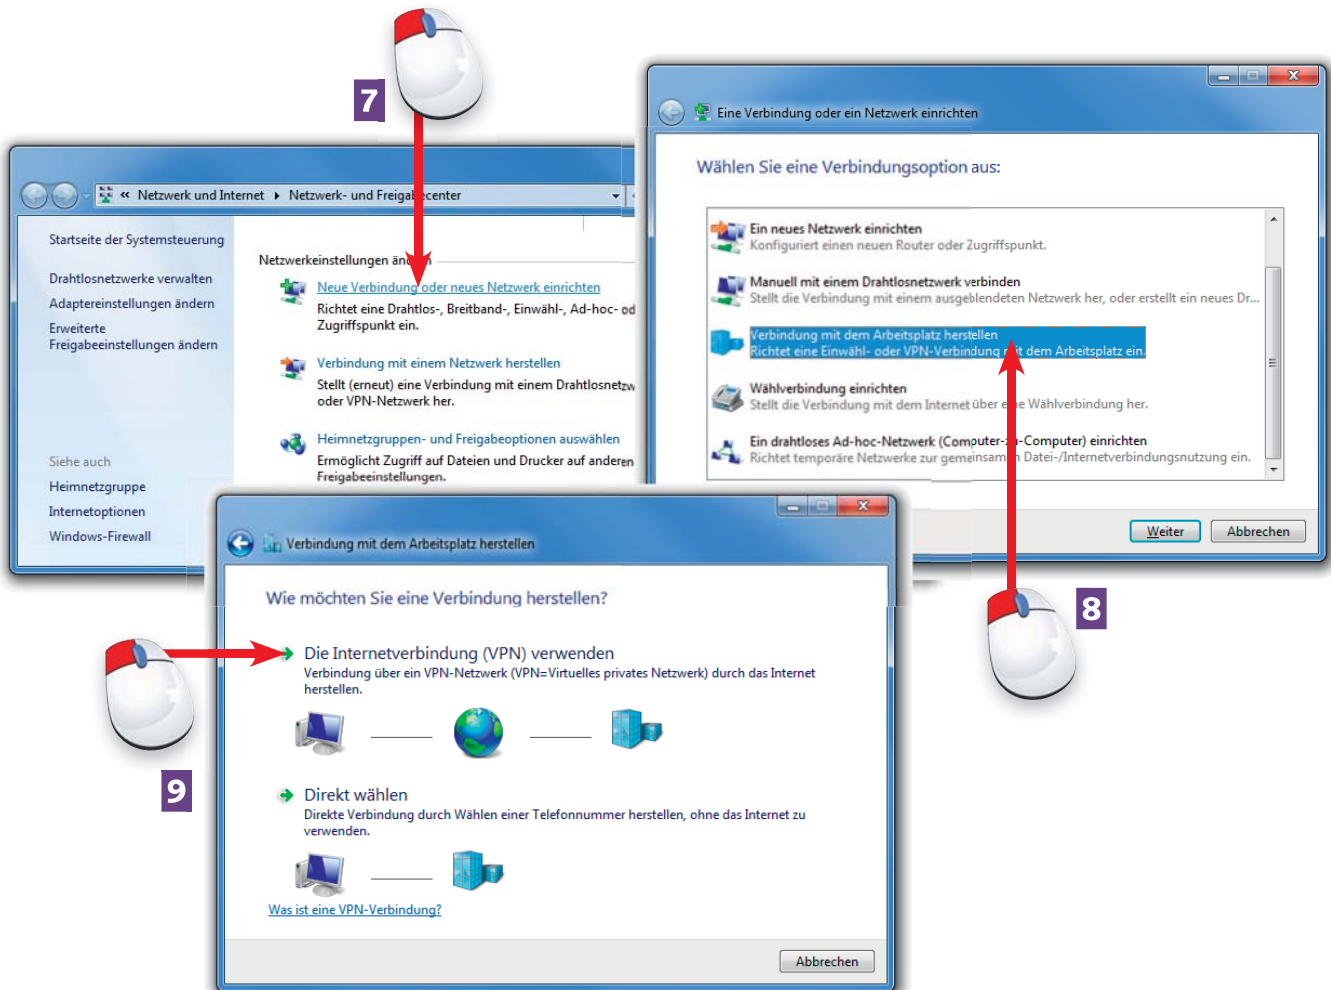 7
« Netzwerk und Internet Netzwerk- und Freigabecenter
Startseite der Systemsteuerung
Drahtlosnetzwerke verwalten
Adaptereinstellungen ändern
Erweiterte
Freigabeeinstellungen ändern
Siehe auch
Heimnetzgruppe
Internetoptionen
Windows-Firewall
Netzwerkeinstellungen ändern
Neue Verbindung oder neues Netzwerk einrichten
Richtet eine Drahtlos-, Breitband-, Einwähl-, Ad-hoc- od
Zugriffspunkt ein.
Verbindung mit einem Netzwerk herstellen
Stellt (erneut) eine Verbindung mit einem Drahtlosnetzw
oder VPN-Netzwerk her.
Heimnetzgruppen- und Freigabeoptionen auswählen
Ermöglicht Zugriff auf Dateien und Drucker auf anderen
Freigabeeinstellungen.
Eine Verbindung oder ein Netzwerk einrichten
Wählen Sie eine Verbindungsoption aus:
Ein neues Netzwerk einrichten
Konfiguriert einen neuen Router oder Zugriffspunkt.
Manuell mit einem Drahtlosnetzwerk verbinden
Stellt die Verbindung mit einem ausgeblendeten Netzwerk her, oder erstellt ein neues Dr...
Verbindung mit dem Arbeitsplatz herstellen
Richtet eine Einwähl- oder VPN-Verbindung mit dem Arbeitsplatz ein.
Wählverbindung einrichten
Stellt die Verbindung mit dem Internet über eine Wählverbindung her.
Ein drahtloses Ad-hoc-Netzwerk (Computer-zu-Computer) einrichten
Richtet temporäre Netzwerke zur gemeinsamen Datei-/Internetverbindungsnutzung ein.
Weiter Abbrechen
8
Verbindung mit dem Arbeitsplatz herstellen
Wie möchten Sie eine Verbindung herstellen?
Die Internetverbindung (VPN) verwenden
Verbindung über ein VPN-Netzwerk (VPN=Virtuelles privates Netzwerk) durch das Internet
herstellen.
9
Direkt wählen
Direkte Verbindung durch Wählen einer Telefonnummer herstellen, ohne das Internet zu
verwenden.
Was ist eine VPN-Verbindung?
Abbrechen